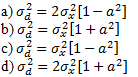 a) σ_d^2 = 2σ_x^2[1 − a^2]
b) σ_d^2 = σ_x^2[1 + a^2]
c) σ_d^2 = σ_x^2[1 − a^2]
d) σ_d^2 = 2σ_x^2[1 + a^2]